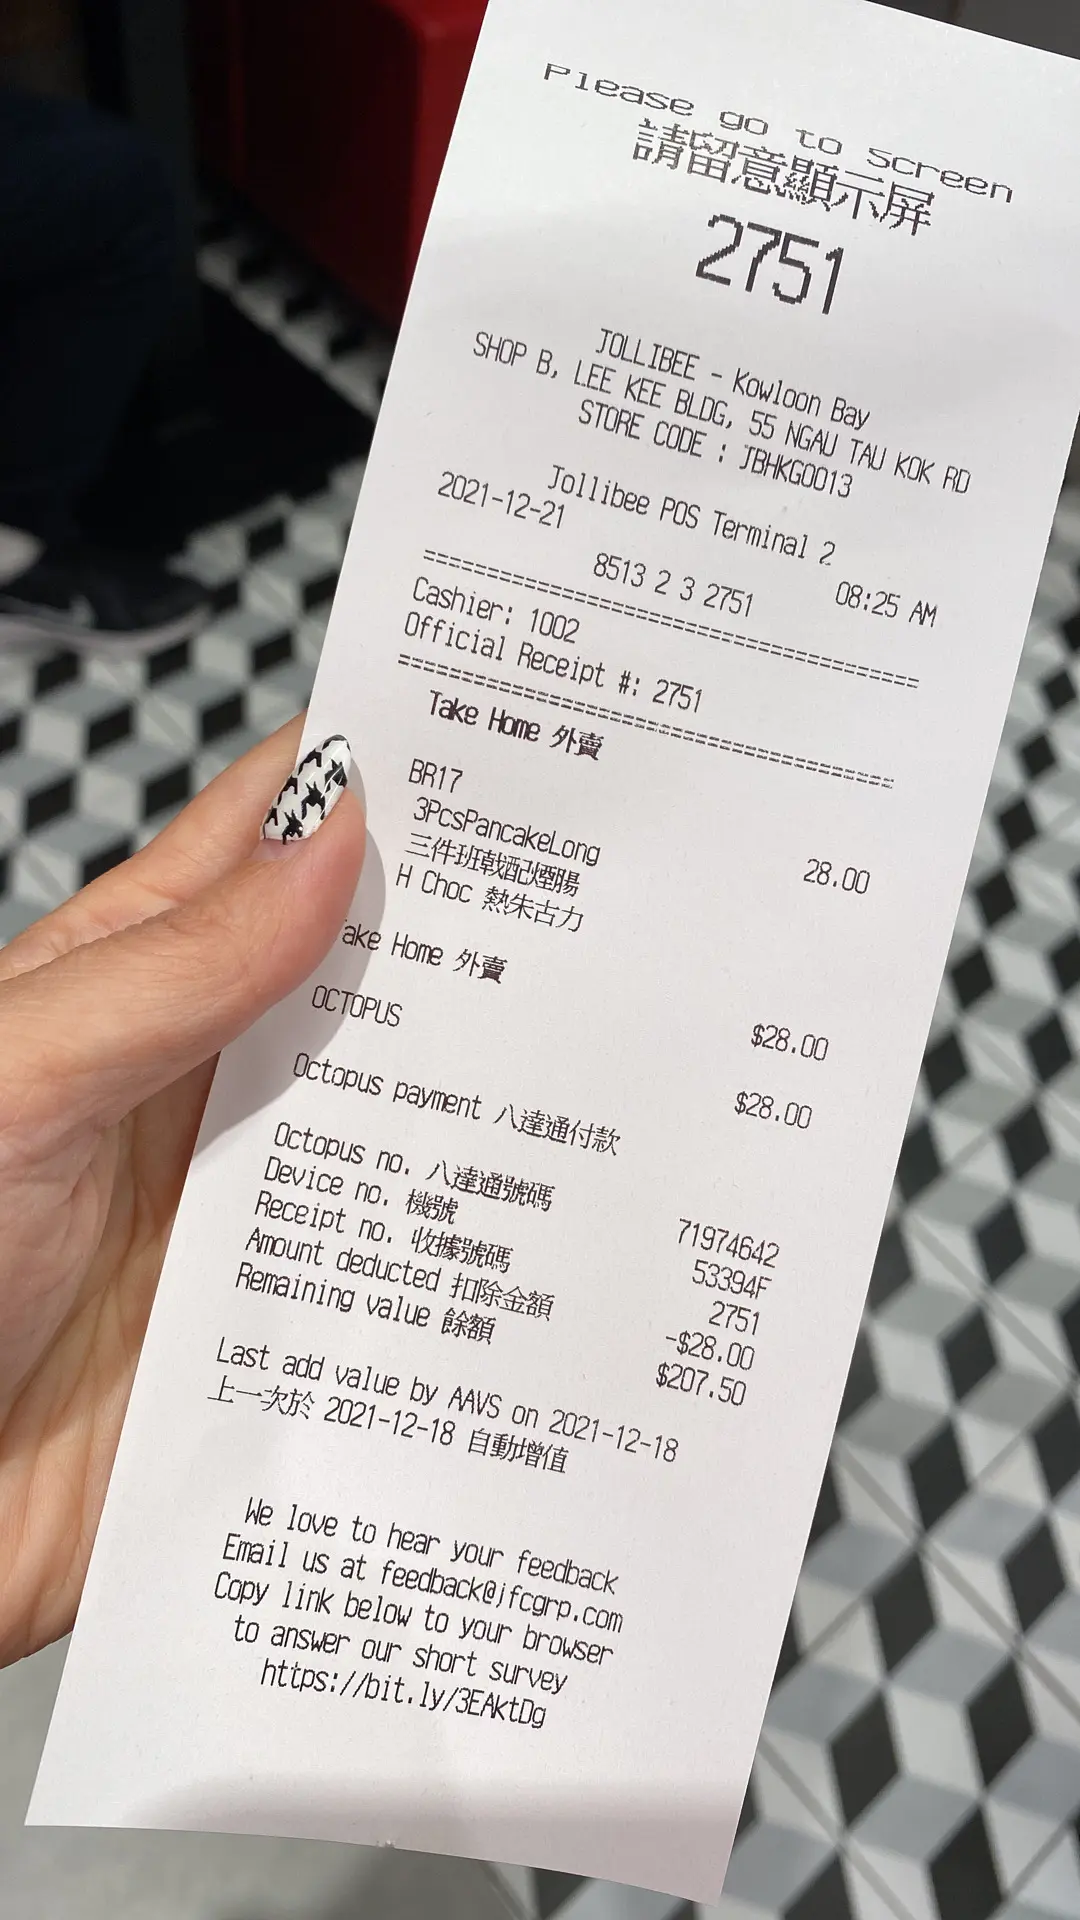 Please go to Screen
請留意顯示屏
2751
JOLLIBEE - Kowloon Bay
SHOP B, LEE KEE BLDG, 55 NGAU TAU KOK RD
STORE CODE : JBHKG0013
Jollibee POS Terminal 2
2021-12-21 08:25 AM
8513 2 3 2751
========================================
Cashier: 1002
Official Receipt #: 2751
========================================
Take Home 外賣
BR17
3PcsPancakeLong 28.00
三件班戟配煙腸
H Choc 熱朱古力
ake Home 外賣
OCTOPUS $28.00
Octopus payment 八達通付款 $28.00
Octopus no. 八達通號碼 71974642
Device no. 機號 53394F
Receipt no. 收據號碼 2751
Amount deducted 扣除金額 -$28.00
Remaining value 餘額 $207.50
Last add value by AAVS on 2021-12-18
上一次於 2021-12-18 自動增值
We love to hear your feedback
Email us at feedback@jfcgrp.com
Copy link below to your browser
to answer our short survey
https://bit.ly/3EAktDg